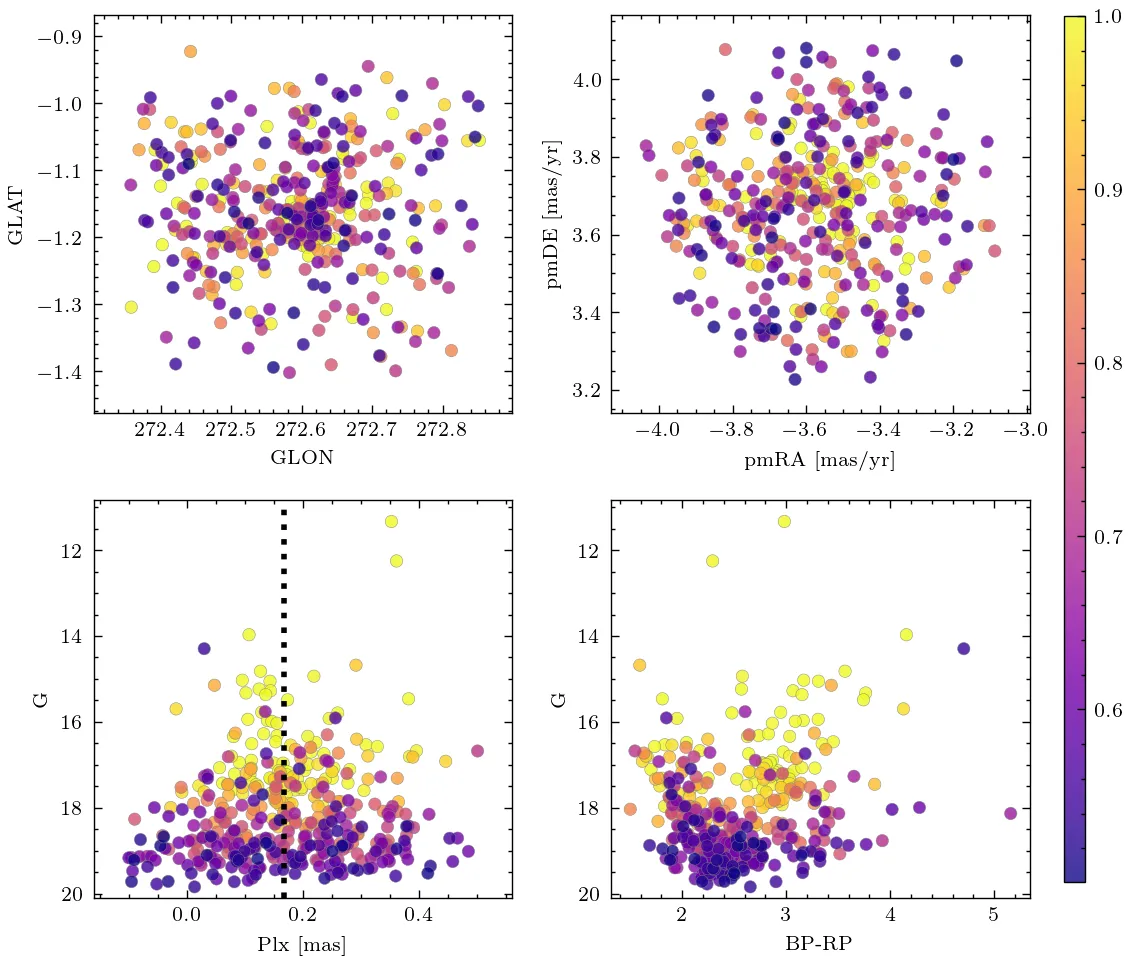 −0.9
−1.0
−1.1
−1.2
−1.3
−1.4
GLAT
272.4 272.5 272.6 272.7 272.8
GLON
4.0
3.8
3.6
3.4
3.2
pmDE [mas/yr]
−4.0 −3.8 −3.6 −3.4 −3.2 −3.0
pmRA [mas/yr]
1.0
0.9
0.8
0.7
0.6
12
14
16
18
20
G
0.0 0.2 0.4
Plx [mas]
12
14
16
18
20
G
2 3 4 5
BP-RP